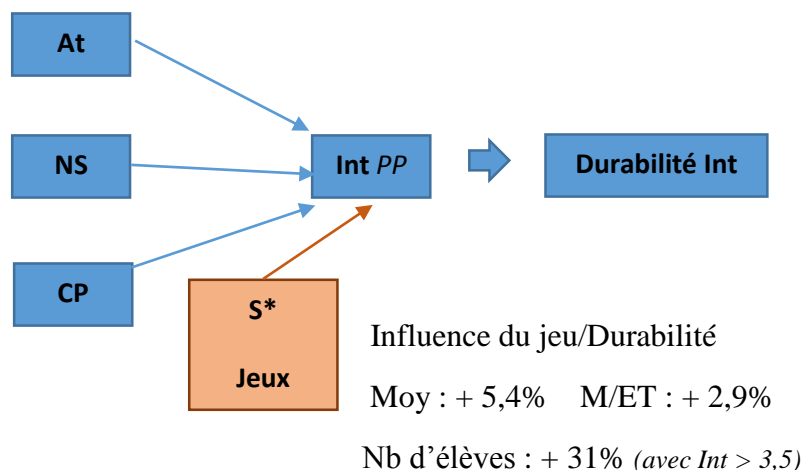 At
NS
Int PP
Durabilité Int
CP
S*
Jeux
Influence du jeu/Durabilité
Moy : + 5,4% M/ET : + 2,9%
Nb d'élèves : + 31% (avec Int > 3,5)